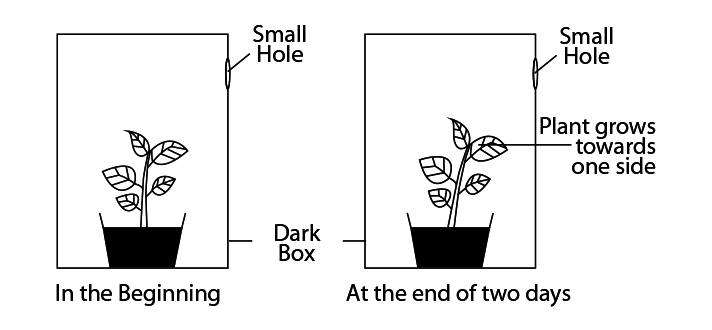 Small
Hole
Small
Hole
Plant grows
towards
one side
Dark
Box
In the Beginning
At the end of two days